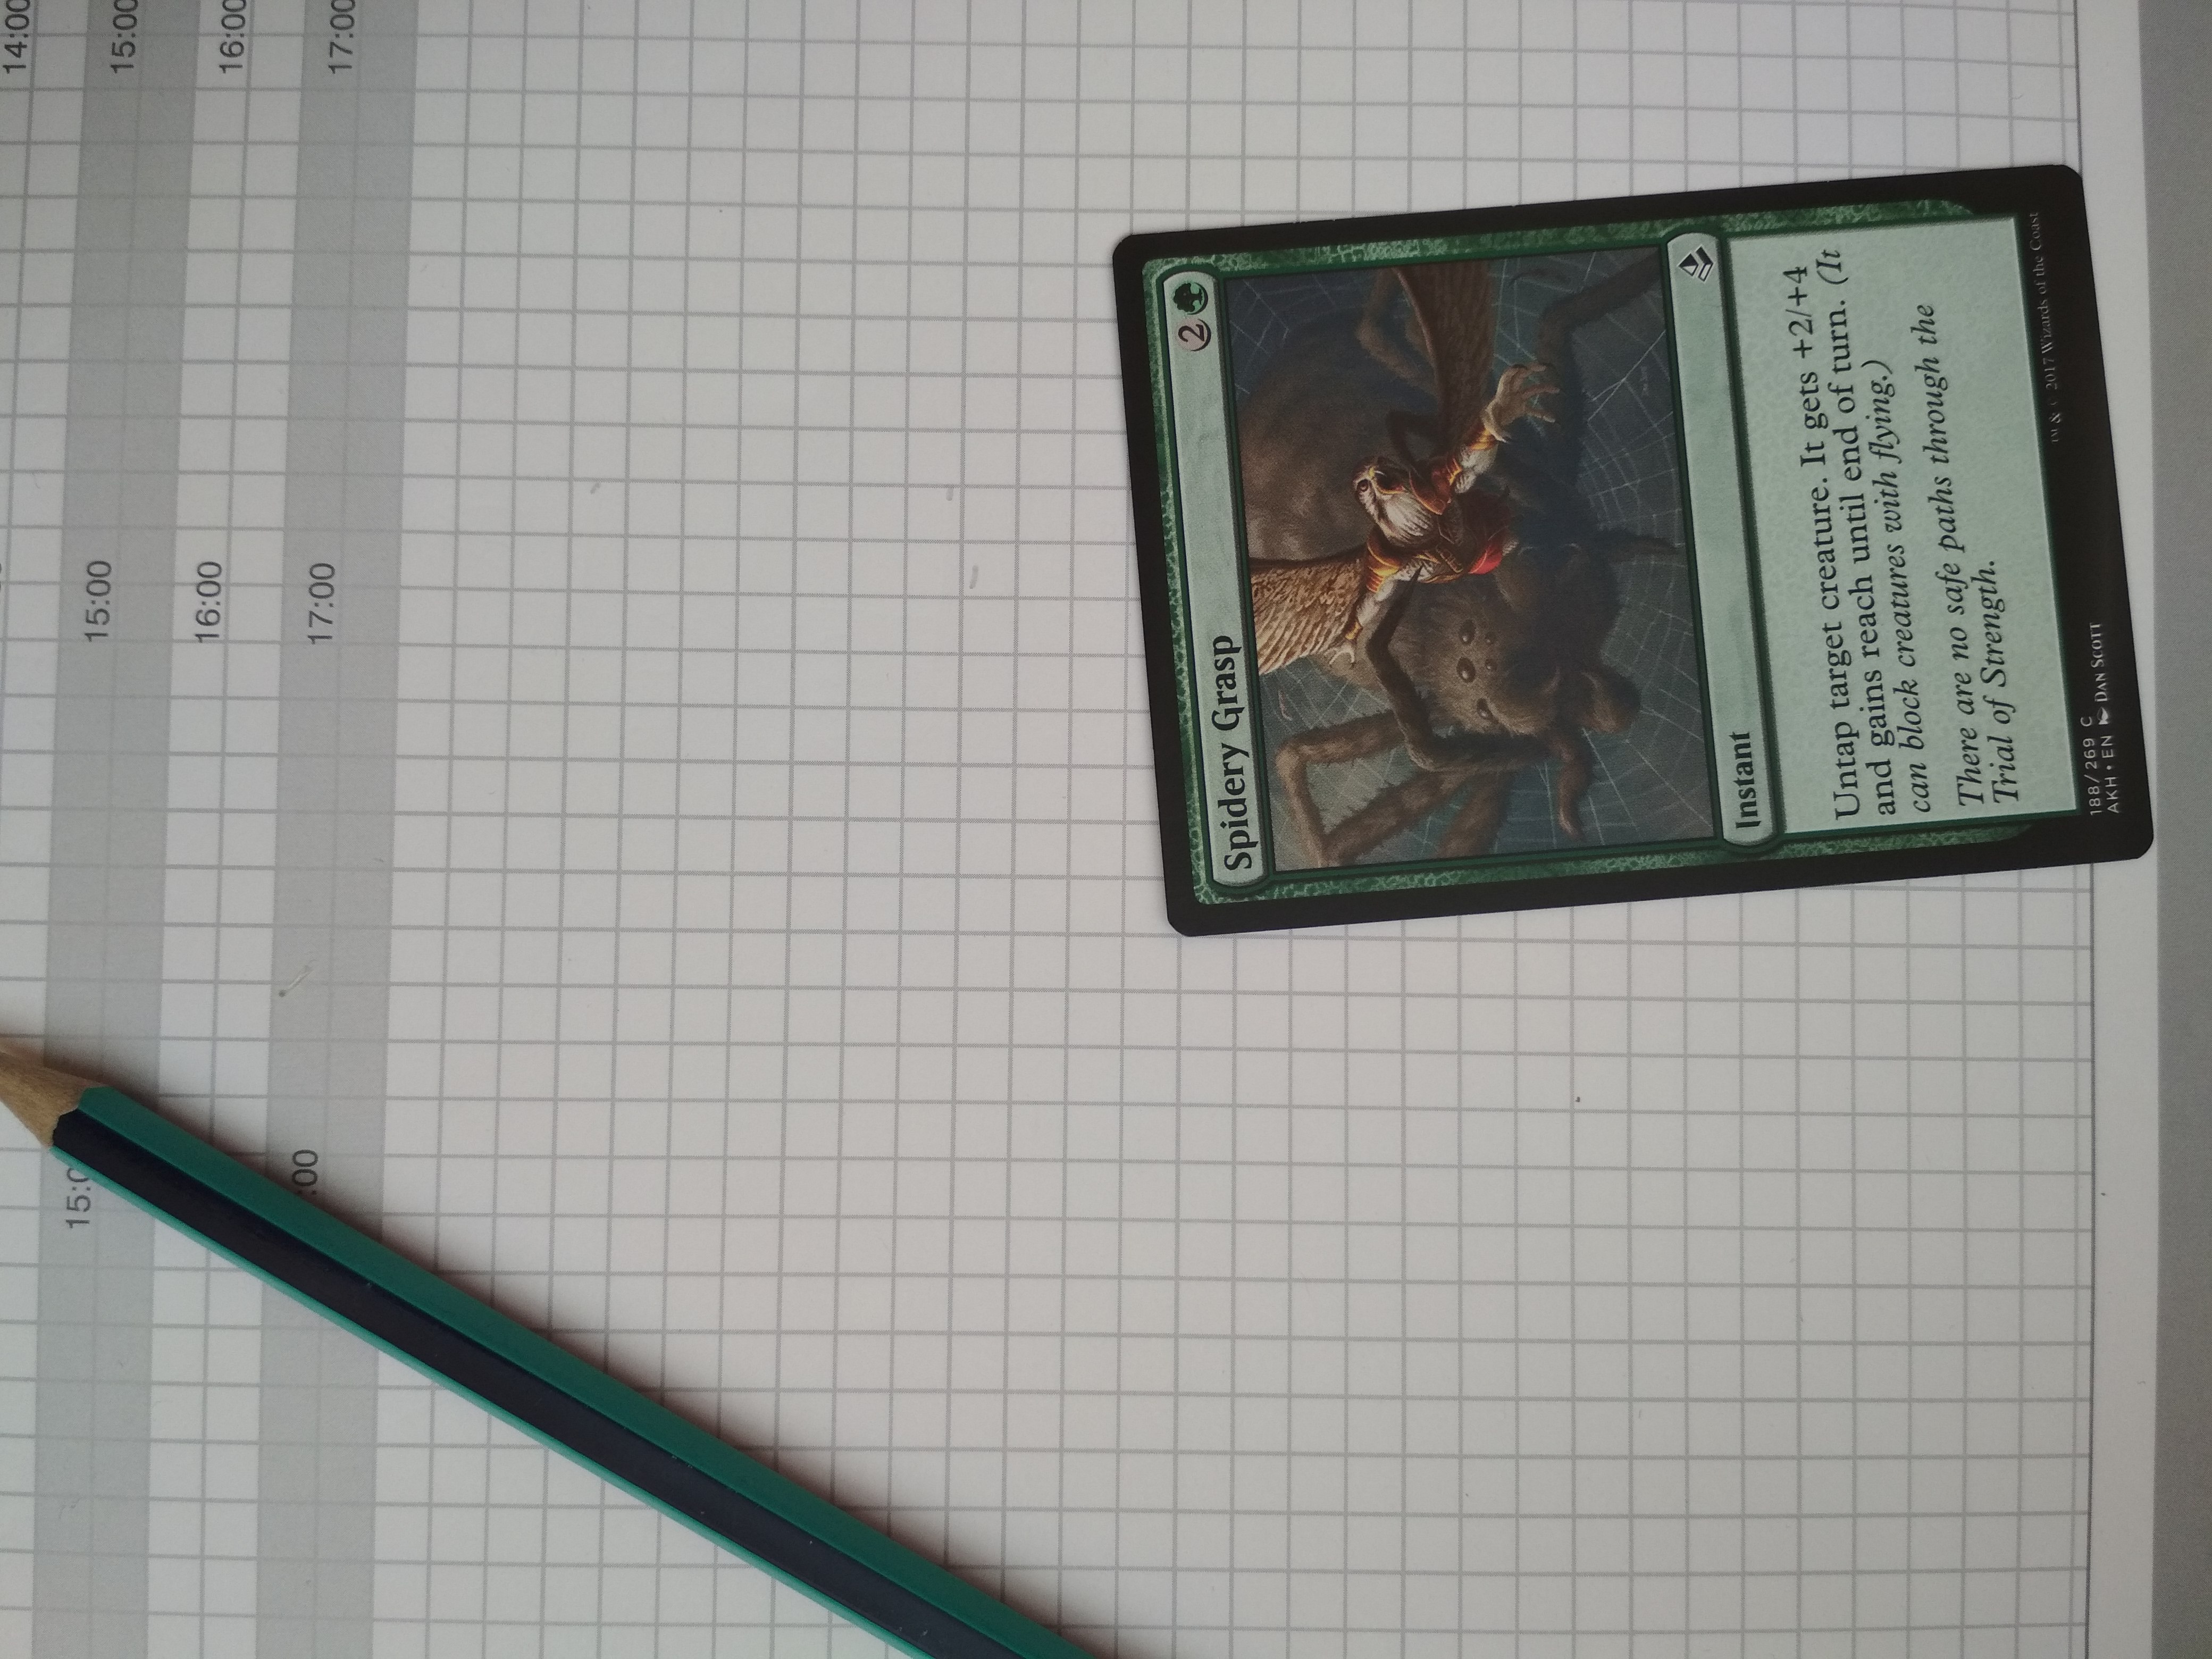 14:00
15:00
16:00
17:00
15:00
16:00
17:00
Spidery Grasp 2
Instant
Untap target creature. It gets +2/+4
and gains reach until end of turn. (It
can block creatures with flying.)
There are no safe paths through the
Trial of Strength.
188/269 C
AKH • EN DAN SCOTT
™ & © 2017 Wizards of the Coast